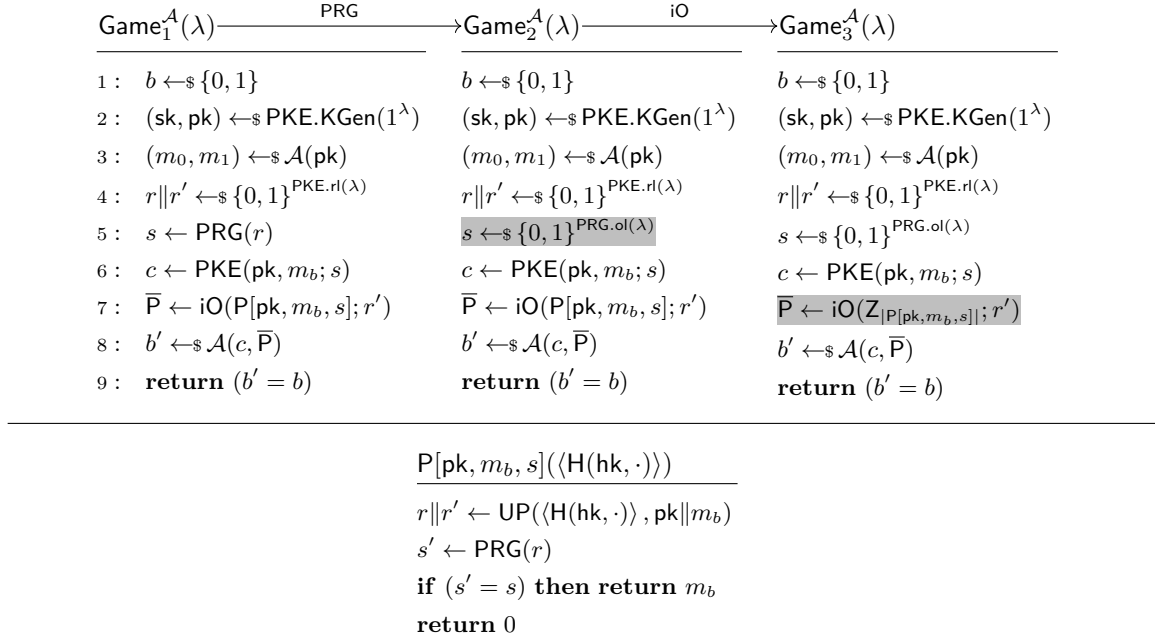 PRG iO
Game₁^𝒜(λ) → Game₂^𝒜(λ) → Game₃^𝒜(λ)
1 : b ←$ {0, 1} b ←$ {0, 1} b ←$ {0, 1}
2 : (sk, pk) ←$ PKE.KGen(1^λ) (sk, pk) ←$ PKE.KGen(1^λ) (sk, pk) ←$ PKE.KGen(1^λ)
3 : (m₀, m₁) ←$ 𝒜(pk) (m₀, m₁) ←$ 𝒜(pk) (m₀, m₁) ←$ 𝒜(pk)
4 : r‖r′ ←$ {0, 1}^PKE.rl(λ) r‖r′ ←$ {0, 1}^PKE.rl(λ) r‖r′ ←$ {0, 1}^PKE.rl(λ)
5 : s ← PRG(r) s ←$ {0, 1}^PRG.ol(λ) s ←$ {0, 1}^PRG.ol(λ)
6 : c ← PKE(pk, m_b; s) c ← PKE(pk, m_b; s) c ← PKE(pk, m_b; s)
7 : P̅ ← iO(P[pk, m_b, s]; r′) P̅ ← iO(P[pk, m_b, s]; r′) P̅ ← iO(Z_|P[pk,m_b,s]|; r′)
8 : b′ ←$ 𝒜(c, P̅) b′ ←$ 𝒜(c, P̅) b′ ←$ 𝒜(c, P̅)
9 : return (b′ = b) return (b′ = b) return (b′ = b)
P[pk, m_b, s](⟨H(hk, ·)⟩)
r‖r′ ← UP(⟨H(hk, ·)⟩ , pk‖m_b)
s′ ← PRG(r)
if (s′ = s) then return m_b
return 0